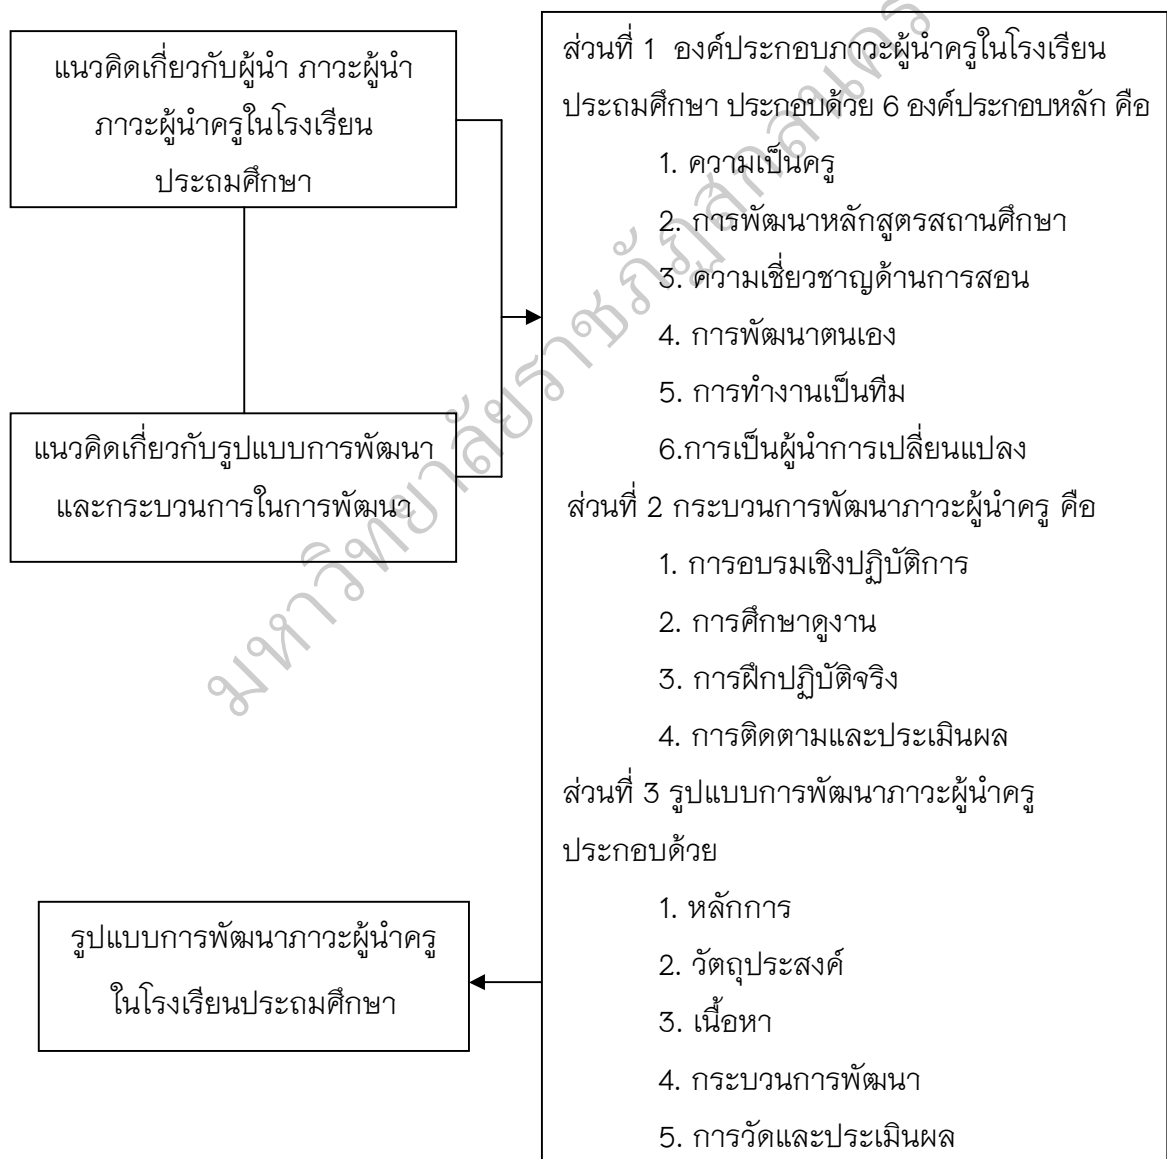 แนวคิดเกี่ยวกับผู้นำ ภาวะผู้นำ
ภาวะผู้นำครูในโรงเรียน
ประถมศึกษา
แนวคิดเกี่ยวกับรูปแบบการพัฒนา
และกระบวนการในการพัฒนา
ส่วนที่ 1 องค์ประกอบภาวะผู้นำครูในโรงเรียน
ประถมศึกษา ประกอบด้วย 6 องค์ประกอบหลัก คือ
1. ความเป็นครู
2. การพัฒนาหลักสูตรสถานศึกษา
3. ความเชี่ยวชาญด้านการสอน
4. การพัฒนาตนเอง
5. การทำงานเป็นทีม
6.การเป็นผู้นำการเปลี่ยนแปลง
ส่วนที่ 2 กระบวนการพัฒนาภาวะผู้นำครู คือ
1. การอบรมเชิงปฏิบัติการ
2. การศึกษาดูงาน
3. การฝึกปฏิบัติจริง
4. การติดตามและประเมินผล
ส่วนที่ 3 รูปแบบการพัฒนาภาวะผู้นำครู
ประกอบด้วย
1. หลักการ
2. วัตถุประสงค์
3. เนื้อหา
4. กระบวนการพัฒนา
5. การวัดและประเมินผล
รูปแบบการพัฒนาภาวะผู้นำครู
ในโรงเรียนประถมศึกษา
มหาวิทยาลัยราชภัฏสกลนคร